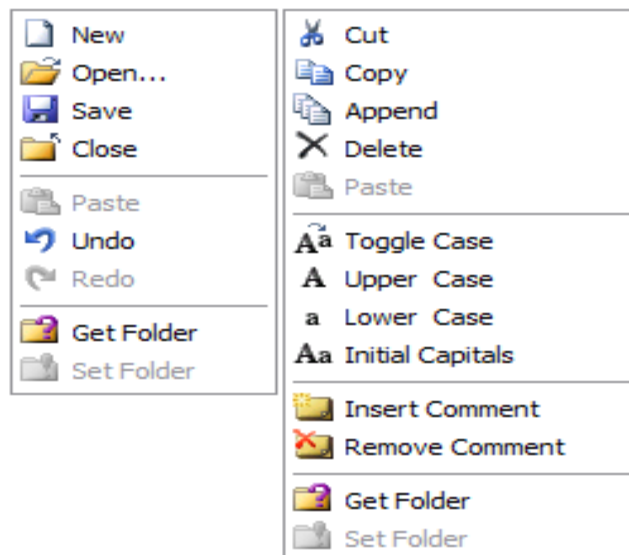 New
Open...
Save
Close
Paste
Undo
Redo
Get Folder
Set Folder
Cut
Copy
Append
Delete
Paste
Toggle Case
Upper Case
Lower Case
Initial Capitals
Insert Comment
Remove Comment
Get Folder
Set Folder